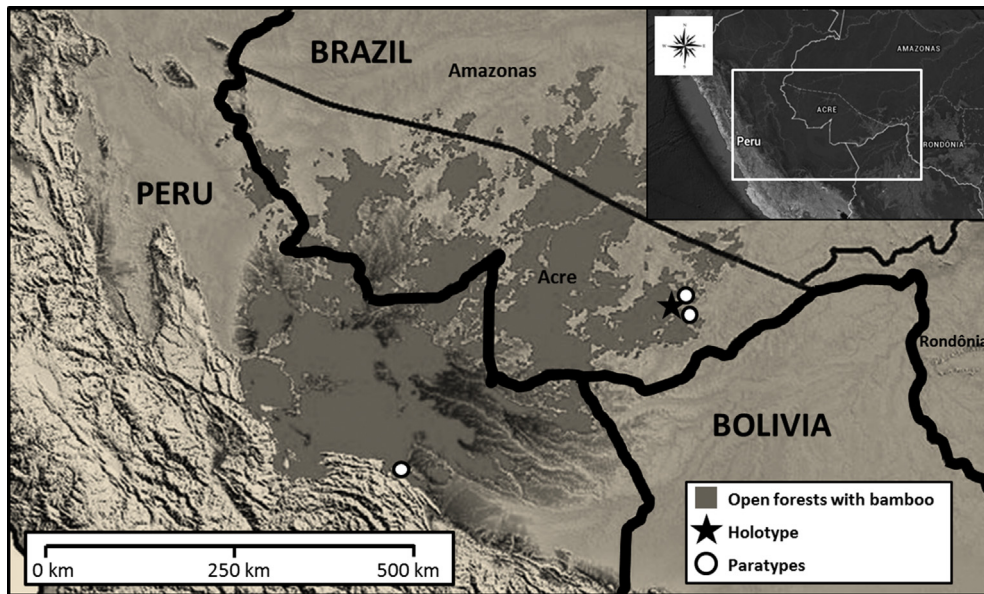 BRAZIL
Amazonas
PERU
Acre
Rondônia
BOLIVIA
AMAZONAS
ACRE
Peru
RONDÔNIA
Open forests with bamboo
Holotype
Paratypes
0 km 250 km 500 km